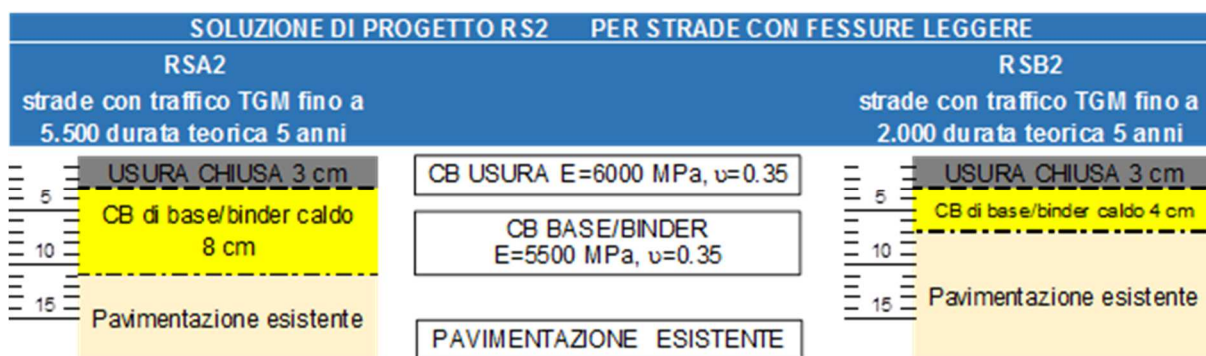 SOLUZIONE DI PROGETTO RS2 PER STRADE CON FESSURE LEGGERE
RSA2
strade con traffico TGM fino a
5.500 durata teorica 5 anni
RSB2
strade con traffico TGM fino a
2.000 durata teorica 5 anni
5
10
15
USURA CHIUSA 3 cm
CB di base/binder caldo
8 cm
Pavimentazione esistente
CB USURA E=6000 MPa, υ=0.35
CB BASE/BINDER
E=5500 MPa, υ=0.35
PAVIMENTAZIONE ESISTENTE
5
10
15
USURA CHIUSA 3 cm
CB di base/binder caldo 4 cm
Pavimentazione esistente